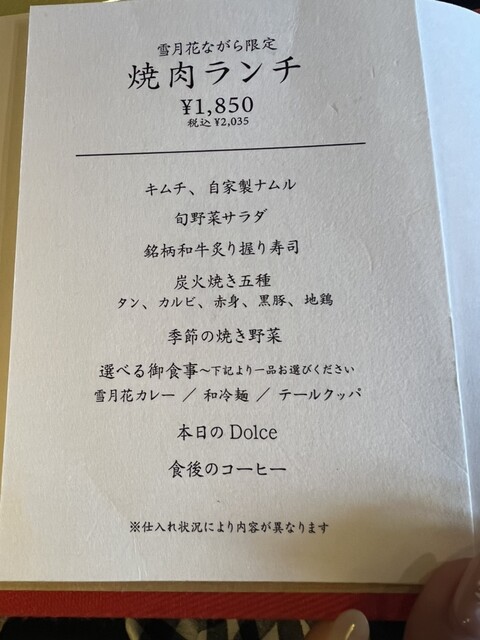 雪月花ながら限定
焼肉ランチ
¥1,850
税込 ¥2,035
キムチ、自家製ナムル
旬野菜サラダ
銘柄和牛炙り握り寿司
炭火焼き五種
タン、カルビ、赤身、黒豚、地鶏
季節の焼き野菜
選べる御食事〜下記より一品お選びください
雪月花カレー ／ 和冷麺 ／ テールクッパ
本日の Dolce
食後のコーヒー
※仕入れ状況により内容が異なります